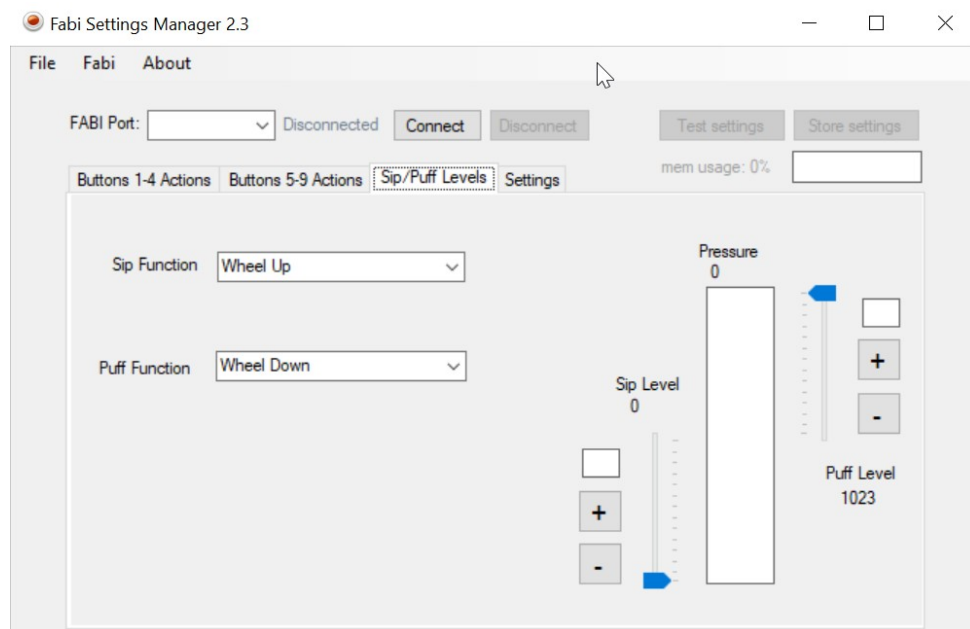 Fabi Settings Manager 2.3
File Fabi About
FABI Port: Disconnected Connect Disconnect Test settings Store settings
mem usage: 0%
Buttons 1-4 Actions Buttons 5-9 Actions Sip/Puff Levels Settings
Sip Function Wheel Up
Pressure
0
+
-
Puff Function Wheel Down
Sip Level
0
+
-
Puff Level
1023